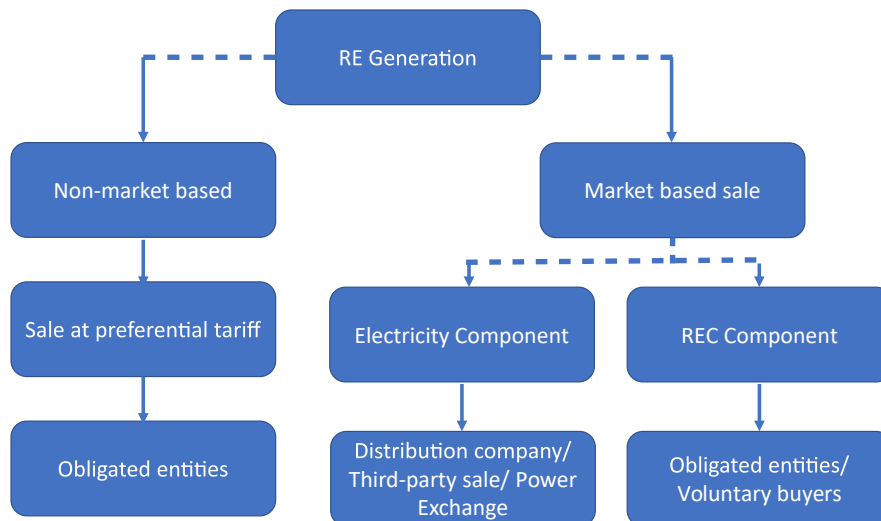 RE Generation
Non-market based
Market based sale
Sale at preferential tariff
Electricity Component
REC Component
Obligated entities
Distribution company/
Third-party sale/ Power
Exchange
Obligated entities/
Voluntary buyers